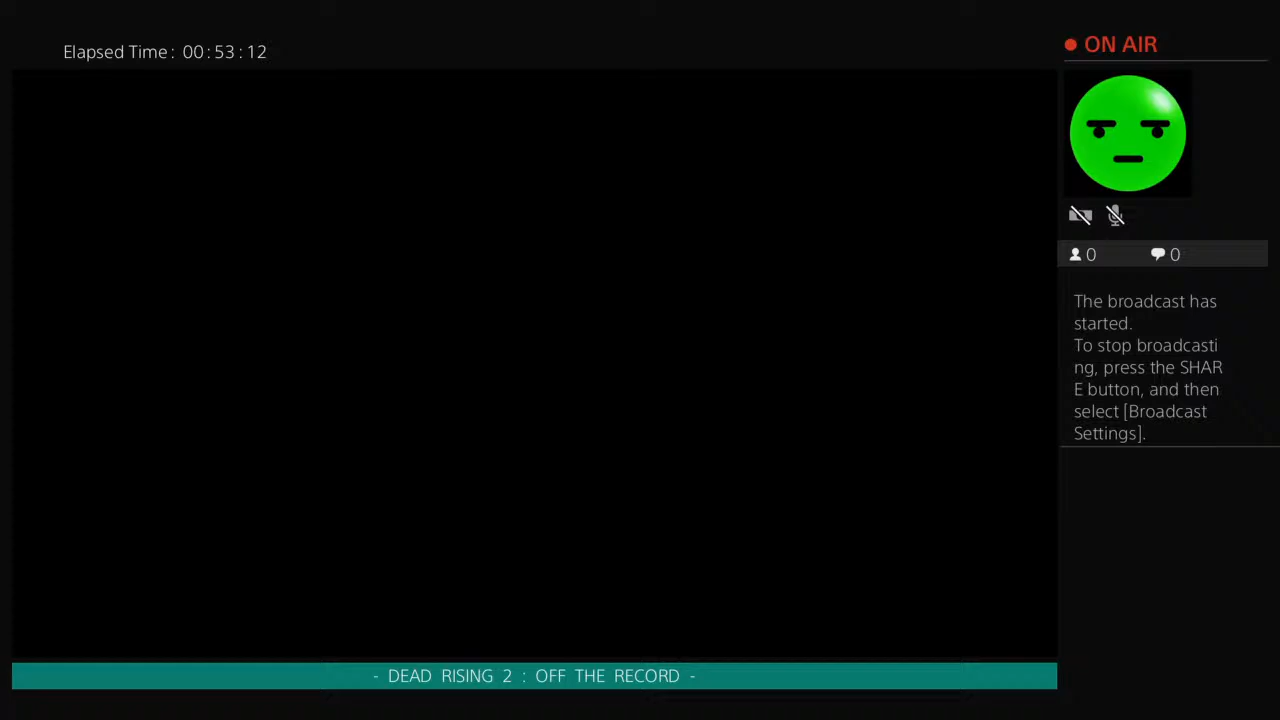 Elapsed Time: 00:53:12
ON AIR
0 0
The broadcast has
started.
To stop broadcasti
ng, press the SHAR
E button, and then
select [Broadcast
Settings].
- DEAD RISING 2 : OFF THE RECORD -